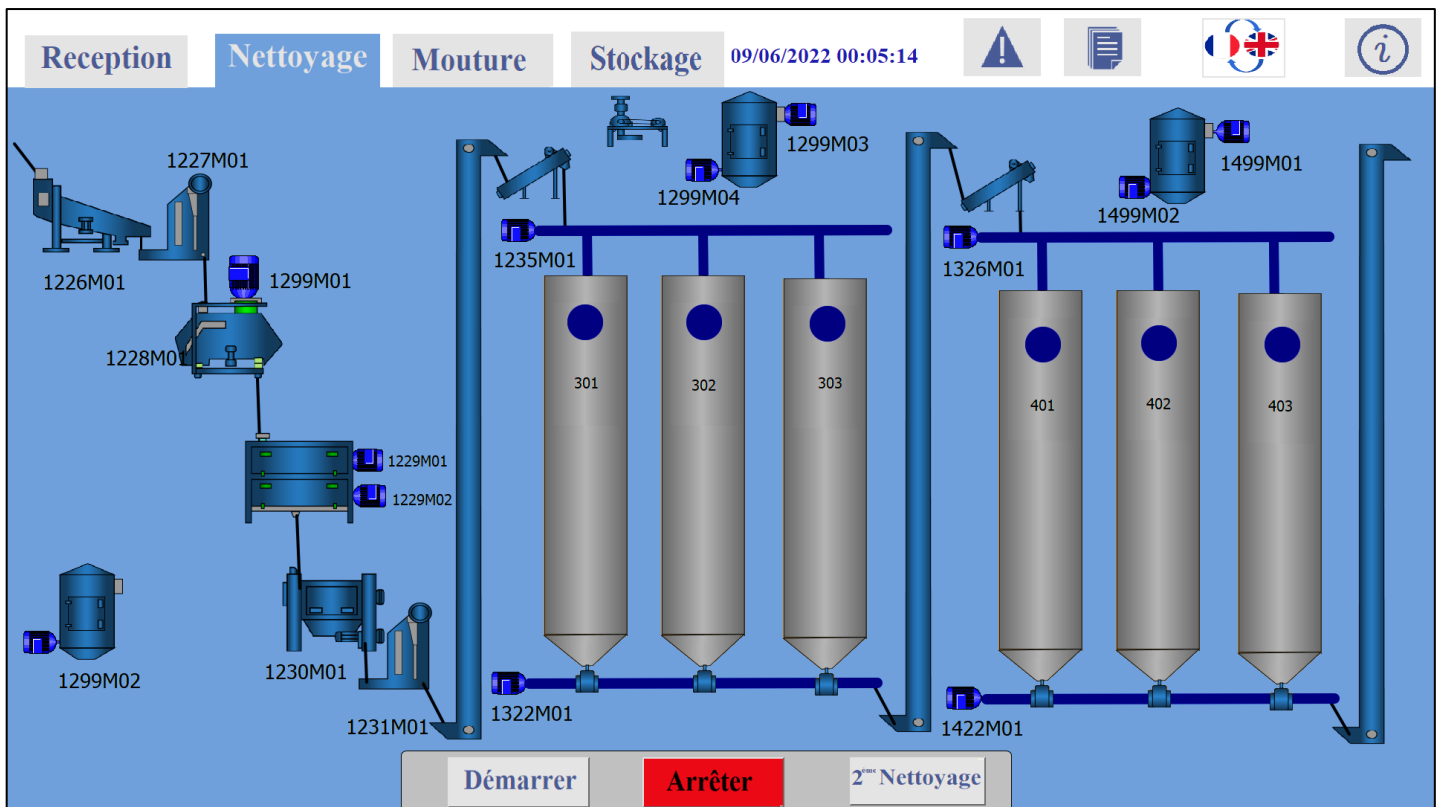 Reception
Nettoyage
Mouture
Stockage
09/06/2022 00:05:14
i
1227M01
1299M03
1499M01
1299M04
1499M02
1235M01
1326M01
1226M01
1299M01
1228M01
301
302
303
401
402
403
1229M01
1229M02
1230M01
1299M02
1231M01
1322M01
1422M01
Démarrer
Arrêter
2ème Nettoyage